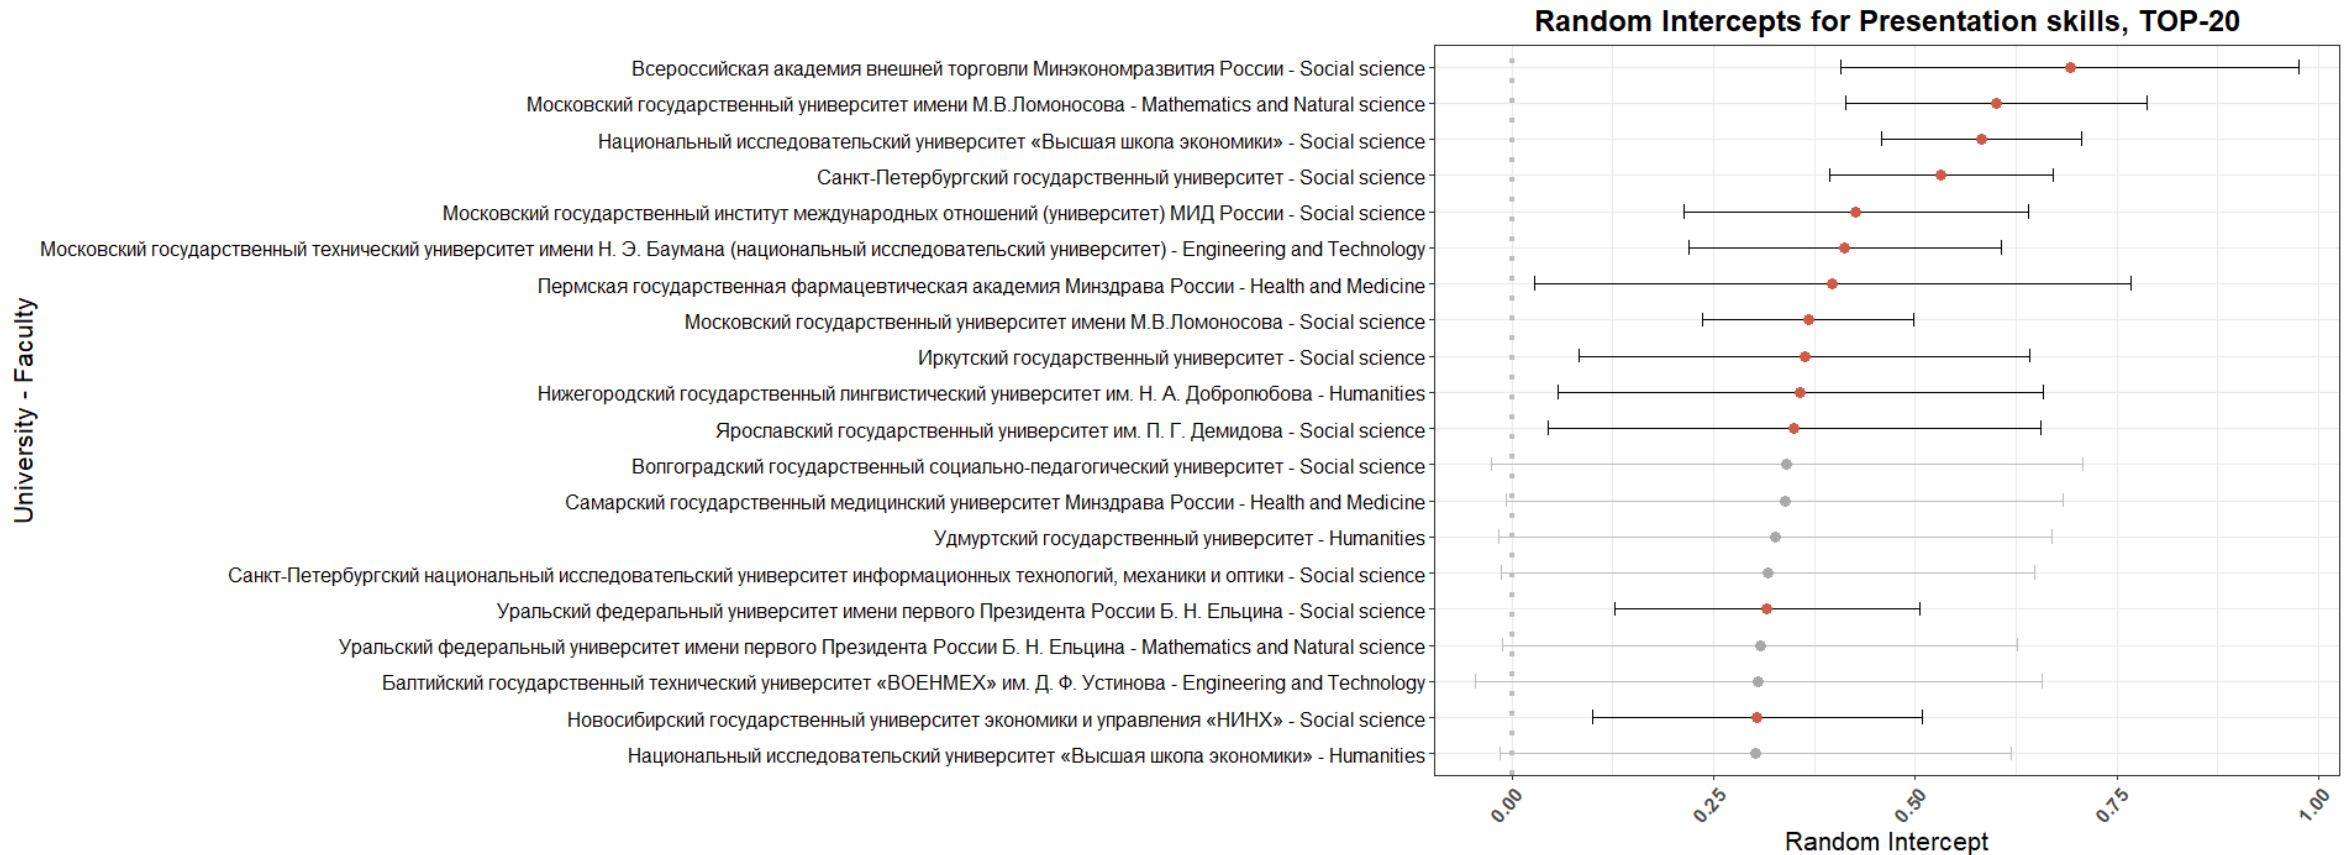 Random Intercepts for Presentation skills, TOP-20
Всероссийская академия внешней торговли Минэкономразвития России - Social science
Московский государственный университет имени М.В.Ломоносова - Mathematics and Natural science
Национальный исследовательский университет «Высшая школа экономики» - Social science
Санкт-Петербургский государственный университет - Social science
Московский государственный институт международных отношений (университет) МИД России - Social science
Московский государственный технический университет имени Н. Э. Баумана (национальный исследовательский университет) - Engineering and Technology
Пермская государственная фармацевтическая академия Минздрава России - Health and Medicine
Московский государственный университет имени М.В.Ломоносова - Social science
Иркутский государственный университет - Social science
Нижегородский государственный лингвистический университет им. Н. А. Добролюбова - Humanities
Ярославский государственный университет им. П. Г. Демидова - Social science
Волгоградский государственный социально-педагогический университет - Social science
Самарский государственный медицинский университет Минздрава России - Health and Medicine
Удмуртский государственный университет - Humanities
Санкт-Петербургский национальный исследовательский университет информационных технологий, механики и оптики - Social science
Уральский федеральный университет имени первого Президента России Б. Н. Ельцина - Social science
Уральский федеральный университет имени первого Президента России Б. Н. Ельцина - Mathematics and Natural science
Балтийский государственный технический университет «ВОЕНМЕХ» им. Д. Ф. Устинова - Engineering and Technology
Новосибирский государственный университет экономики и управления «НИНХ» - Social science
Национальный исследовательский университет «Высшая школа экономики» - Humanities
University - Faculty
0.00
0.25
0.50
0.75
1.00
Random Intercept